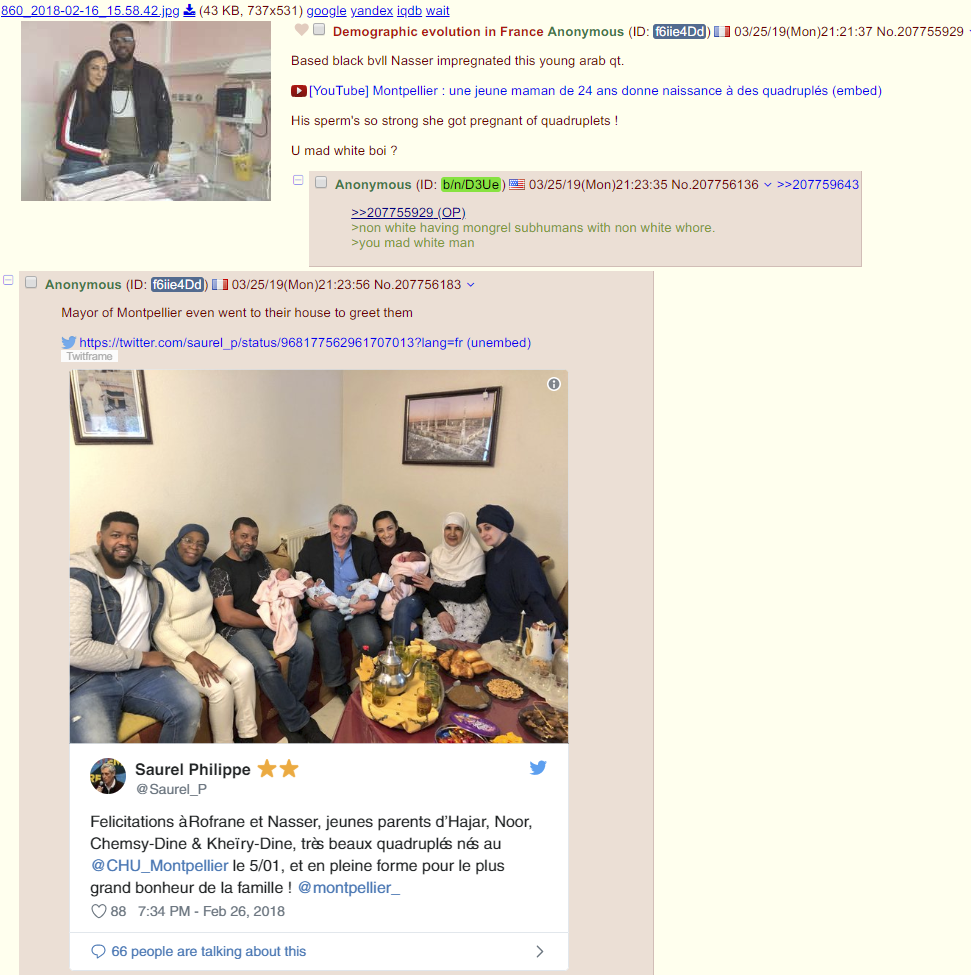 860_2018-02-16_15.58.42.jpg (43 KB, 737x531) google yandex iqdb wait
Demographic evolution in France Anonymous (ID: f6iie4Dd) 03/25/19(Mon)21:21:37 No.207755929
Based black bvll Nasser impregnated this young arab qt.
[YouTube] Montpellier : une jeune maman de 24 ans donne naissance à des quadruplés (embed)
His sperm's so strong she got pregnant of quadruplets !
U mad white boi ?
Anonymous (ID: b/n/D3Ue) 03/25/19(Mon)21:23:35 No.207756136 >>207759643
>>207755929 (OP)
>non white having mongrel subhumans with non white whore.
>you mad white man
Anonymous (ID: f6iie4Dd) 03/25/19(Mon)21:23:56 No.207756183
Mayor of Montpellier even went to their house to greet them
https://twitter.com/saurel_p/status/968177562961707013?lang=fr (unembed)
Twitframe
Saurel Philippe
@Saurel_P
Felicitations à Rofrane et Nasser, jeunes parents d'Hajar, Noor,
Chemsy-Dine & Kheïry-Dine, très beaux quadruplés nés au
@CHU_Montpellier le 5/01, et en pleine forme pour le plus
grand bonheur de la famille ! @montpellier_
88 7:34 PM - Feb 26, 2018
66 people are talking about this